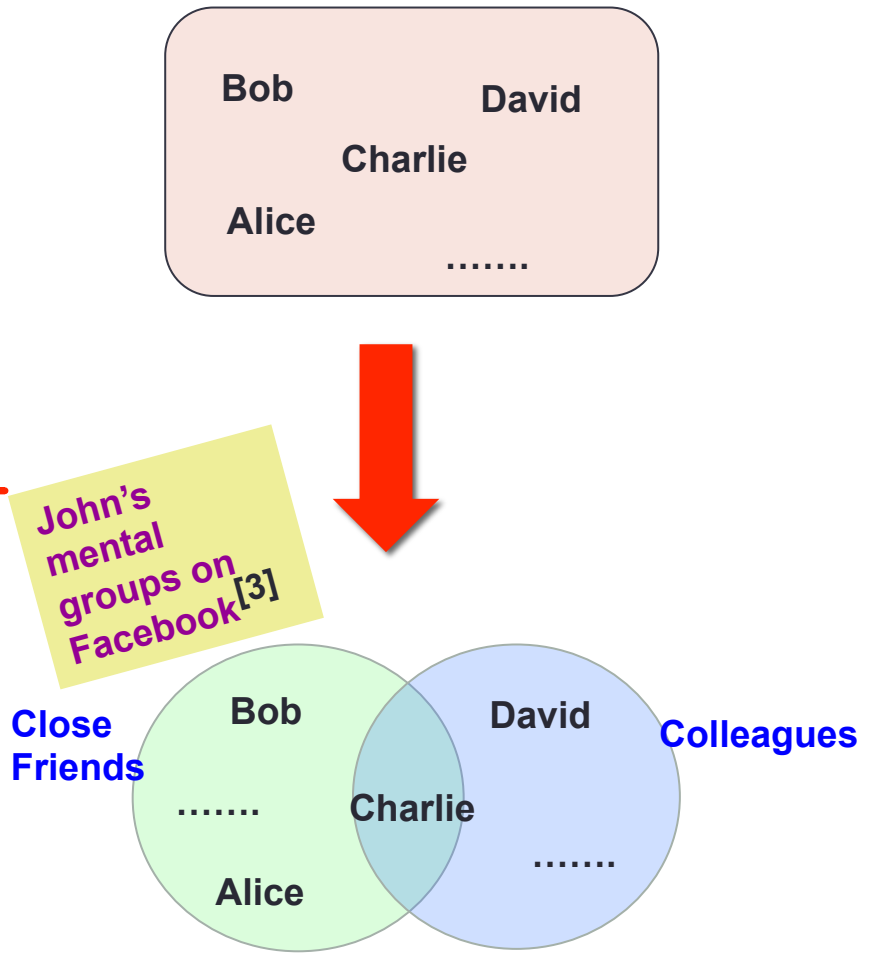 Bob
David
Charlie
Alice
…….
John’s
mental
groups on
Facebook[3]
Close
Friends
Bob
David
Colleagues
…….
Charlie
…….
Alice